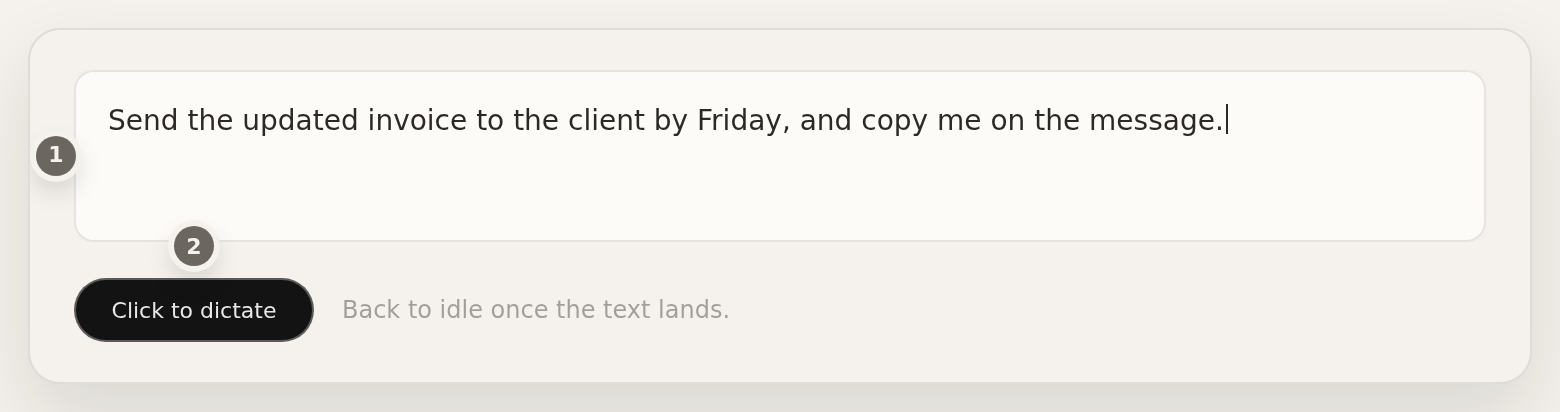 Send the updated invoice to the client by Friday, and copy me on the message.
1
2
Click to dictate
Back to idle once the text lands.